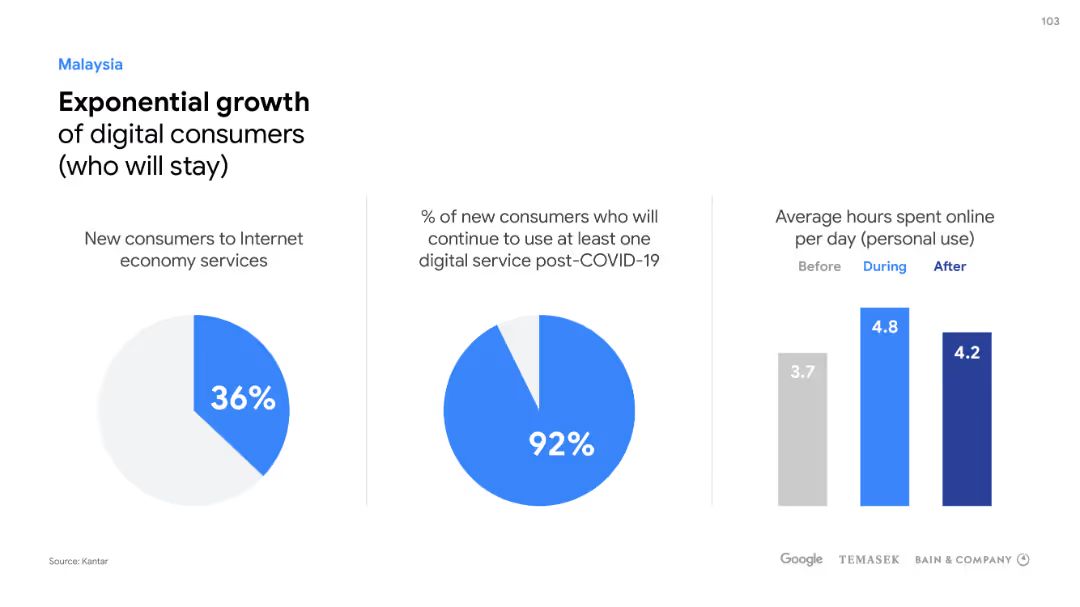 103
Malaysia
Exponential growth
of digital consumers
(who will stay)
New consumers to Internet
economy services
36%
% of new consumers who will
continue to use at least one
digital service post-COVID-19
92%
Average hours spent online
per day (personal use)
Before During After
3.7
4.8
4.2
Source: Kantar
Google TEMASEK BAIN & COMPANY